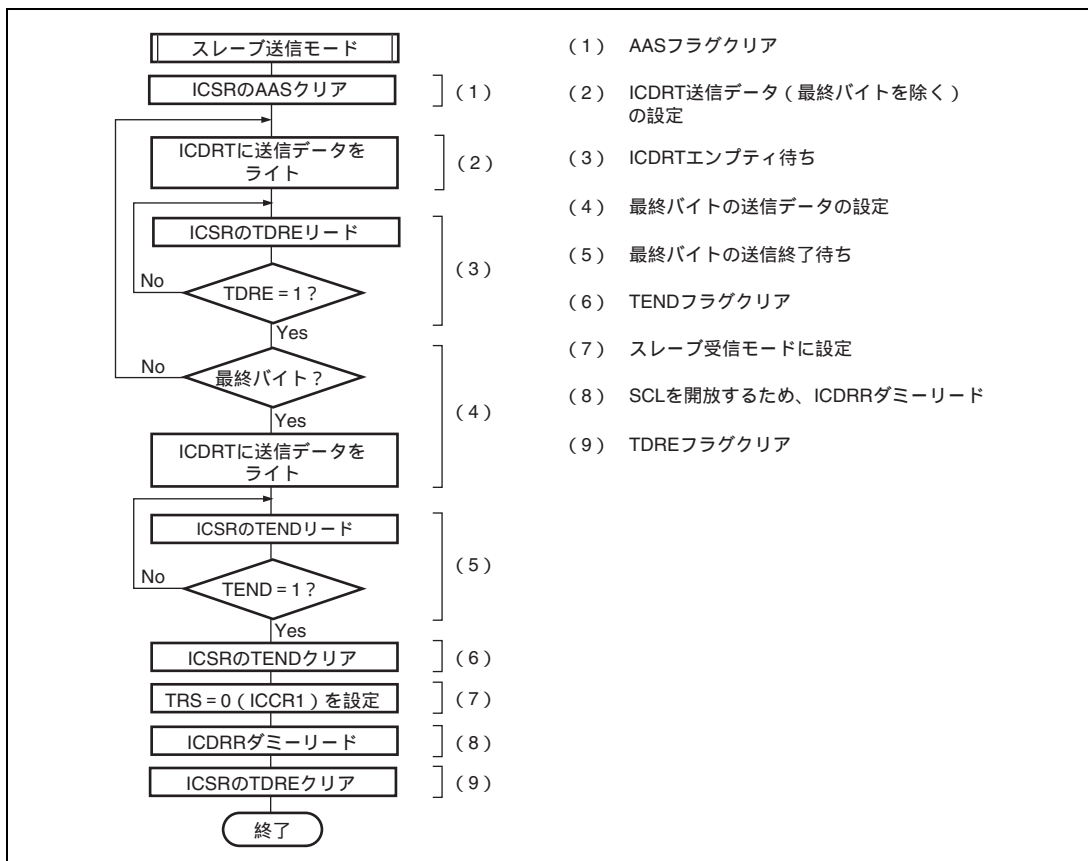 スレーブ送信モード
ICSRのAASクリア
(1)
ICDRTに送信データを
ライト
(2)
ICSRのTDREリード
(3)
No
TDRE = 1?
Yes
No
最終バイト?
(4)
Yes
ICDRTに送信データを
ライト
ICSRのTENDリード
(5)
No
TEND = 1?
Yes
ICSRのTENDクリア
(6)
TRS = 0(ICCR1)を設定
(7)
ICDRRダミーリード
(8)
ICSRのTDREクリア
(9)
終了
(1) AASフラグクリア
(2) ICDRT送信データ(最終バイトを除く)
の設定
(3) ICDRTエンプティ待ち
(4) 最終バイトの送信データの設定
(5) 最終バイトの送信終了待ち
(6) TENDフラグクリア
(7) スレーブ受信モードに設定
(8) SCLを開放するため、ICDRRダミーリード
(9) TDREフラグクリア